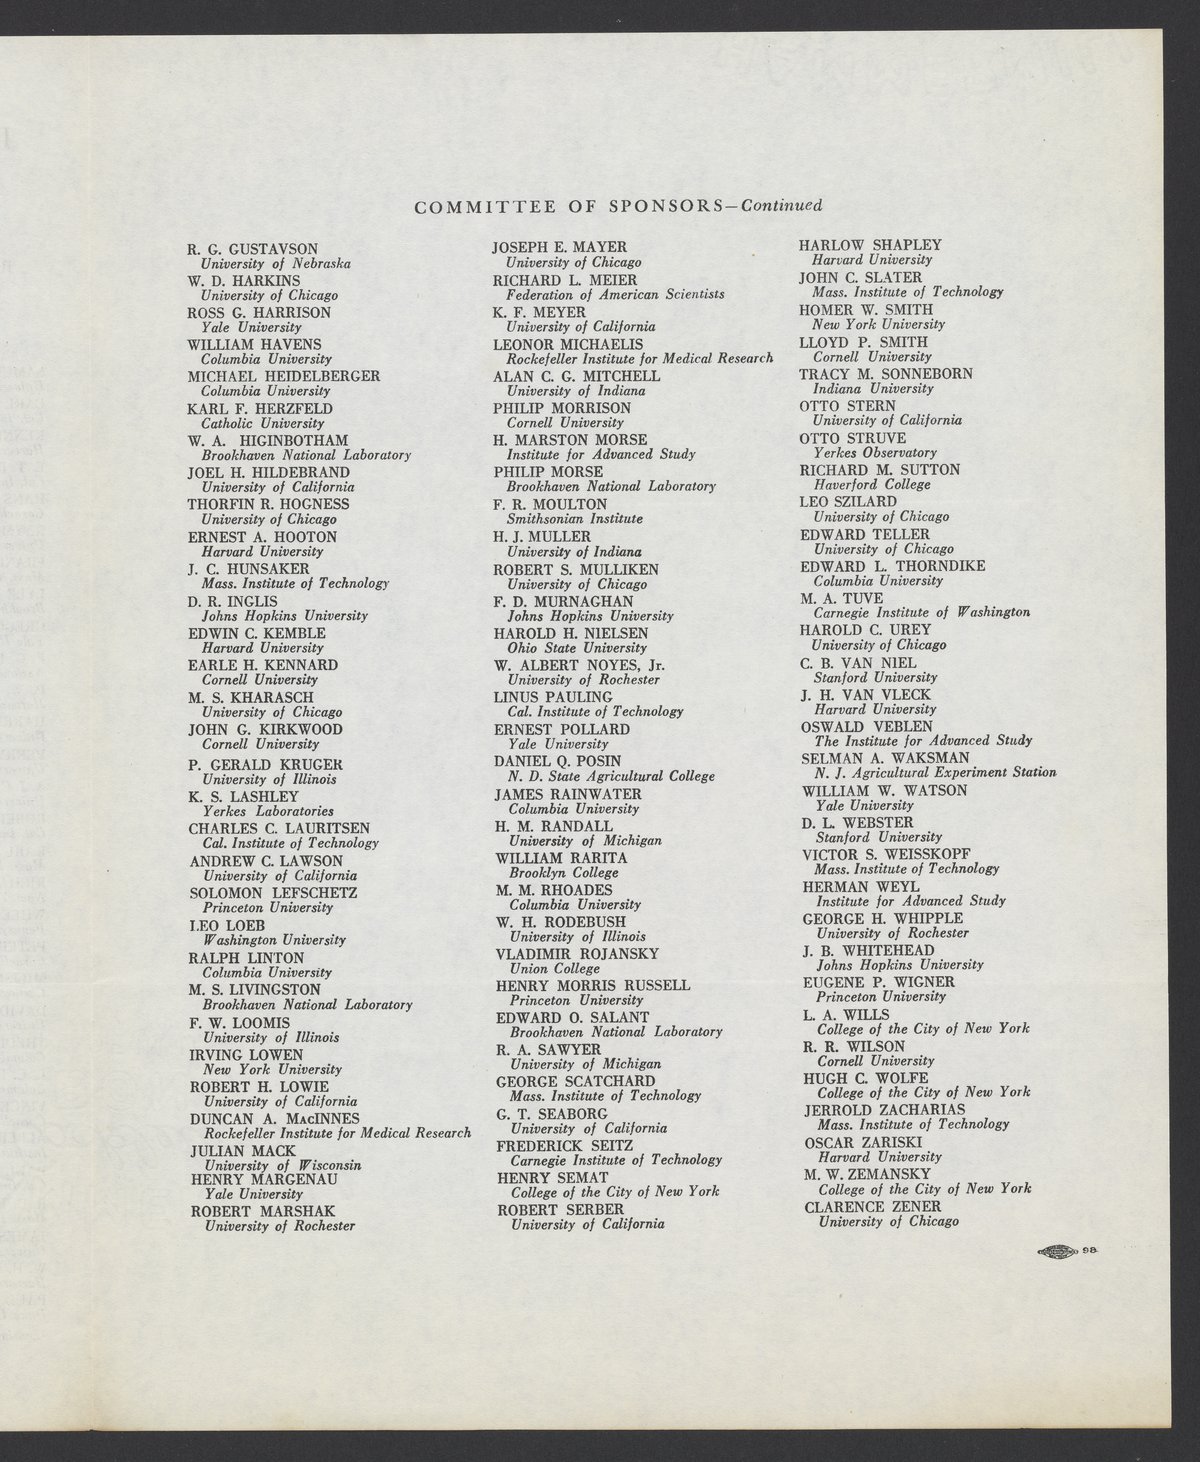 COMMITTEE OF SPONSORS—Continued
R. G. GUSTAVSON
University of Nebraska
W. D. HARKINS
University of Chicago
ROSS G. HARRISON
Yale University
WILLIAM HAVENS
Columbia University
MICHAEL HEIDELBERGER
Columbia University
KARL F. HERZFELD
Catholic University
W. A. HIGINBOTHAM
Brookhaven National Laboratory
JOEL H. HILDEBRAND
University of California
THORFIN R. HOGNESS
University of Chicago
ERNEST A. HOOTON
Harvard University
J. C. HUNSAKER
Mass. Institute of Technology
D. R. INGLIS
Johns Hopkins University
EDWIN C. KEMBLE
Harvard University
EARLE H. KENNARD
Cornell University
M. S. KHARASCH
University of Chicago
JOHN G. KIRKWOOD
Cornell University
P. GERALD KRUGER
University of Illinois
K. S. LASHLEY
Yerkes Laboratories
CHARLES C. LAURITSEN
Cal. Institute of Technology
ANDREW C. LAWSON
University of California
SOLOMON LEFSCHETZ
Princeton University
LEO LOEB
Washington University
RALPH LINTON
Columbia University
M. S. LIVINGSTON
Brookhaven National Laboratory
F. W. LOOMIS
University of Illinois
IRVING LOWEN
New York University
ROBERT H. LOWIE
University of California
DUNCAN A. MacINNES
Rockefeller Institute for Medical Research
JULIAN MACK
University of Wisconsin
HENRY MARGENAU
Yale University
ROBERT MARSHAK
University of Rochester
JOSEPH E. MAYER
University of Chicago
RICHARD L. MEIER
Federation of American Scientists
K. F. MEYER
University of California
LEONOR MICHAELIS
Rockefeller Institute for Medical Research
ALAN C. G. MITCHELL
University of Indiana
PHILIP MORRISON
Cornell University
H. MARSTON MORSE
Institute for Advanced Study
PHILIP MORSE
Brookhaven National Laboratory
F. R. MOULTON
Smithsonian Institute
H. J. MULLER
University of Indiana
ROBERT S. MULLIKEN
University of Chicago
F. D. MURNAGHAN
Johns Hopkins University
HAROLD H. NIELSEN
Ohio State University
W. ALBERT NOYES, Jr.
University of Rochester
LINUS PAULING
Cal. Institute of Technology
ERNEST POLLARD
Yale University
DANIEL Q. POSIN
N. D. State Agricultural College
JAMES RAINWATER
Columbia University
H. M. RANDALL
University of Michigan
WILLIAM RARITA
Brooklyn College
M. M. RHOADES
Columbia University
W. H. RODEBUSH
University of Illinois
VLADIMIR ROJANSKY
Union College
HENRY MORRIS RUSSELL
Princeton University
EDWARD O. SALANT
Brookhaven National Laboratory
R. A. SAWYER
University of Michigan
GEORGE SCATCHARD
Mass. Institute of Technology
G. T. SEABORG
University of California
FREDERICK SEITZ
Carnegie Institute of Technology
HENRY SEMAT
College of the City of New York
ROBERT SERBER
University of California
HARLOW SHAPLEY
Harvard University
JOHN C. SLATER
Mass. Institute of Technology
HOMER W. SMITH
New York University
LLOYD P. SMITH
Cornell University
TRACY M. SONNEBORN
Indiana University
OTTO STERN
University of California
OTTO STRUVE
Yerkes Observatory
RICHARD M. SUTTON
Haverford College
LEO SZILARD
University of Chicago
EDWARD TELLER
University of Chicago
EDWARD L. THORNDIKE
Columbia University
M. A. TUVE
Carnegie Institute of Washington
HAROLD C. UREY
University of Chicago
C. B. VAN NIEL
Stanford University
J. H. VAN VLECK
Harvard University
OSWALD VEBLEN
The Institute for Advanced Study
SELMAN A. WAKSMAN
N. J. Agricultural Experiment Station
WILLIAM W. WATSON
Yale University
D. L. WEBSTER
Stanford University
VICTOR S. WEISSKOPF
Mass. Institute of Technology
HERMAN WEYL
Institute for Advanced Study
GEORGE H. WHIPPLE
University of Rochester
J. B. WHITEHEAD
Johns Hopkins University
EUGENE P. WIGNER
Princeton University
L. A. WILLS
College of the City of New York
R. R. WILSON
Cornell University
HUGH C. WOLFE
College of the City of New York
JERROLD ZACHARIAS
Mass. Institute of Technology
OSCAR ZARISKI
Harvard University
M. W. ZEMANSKY
College of the City of New York
CLARENCE ZENER
University of Chicago
98